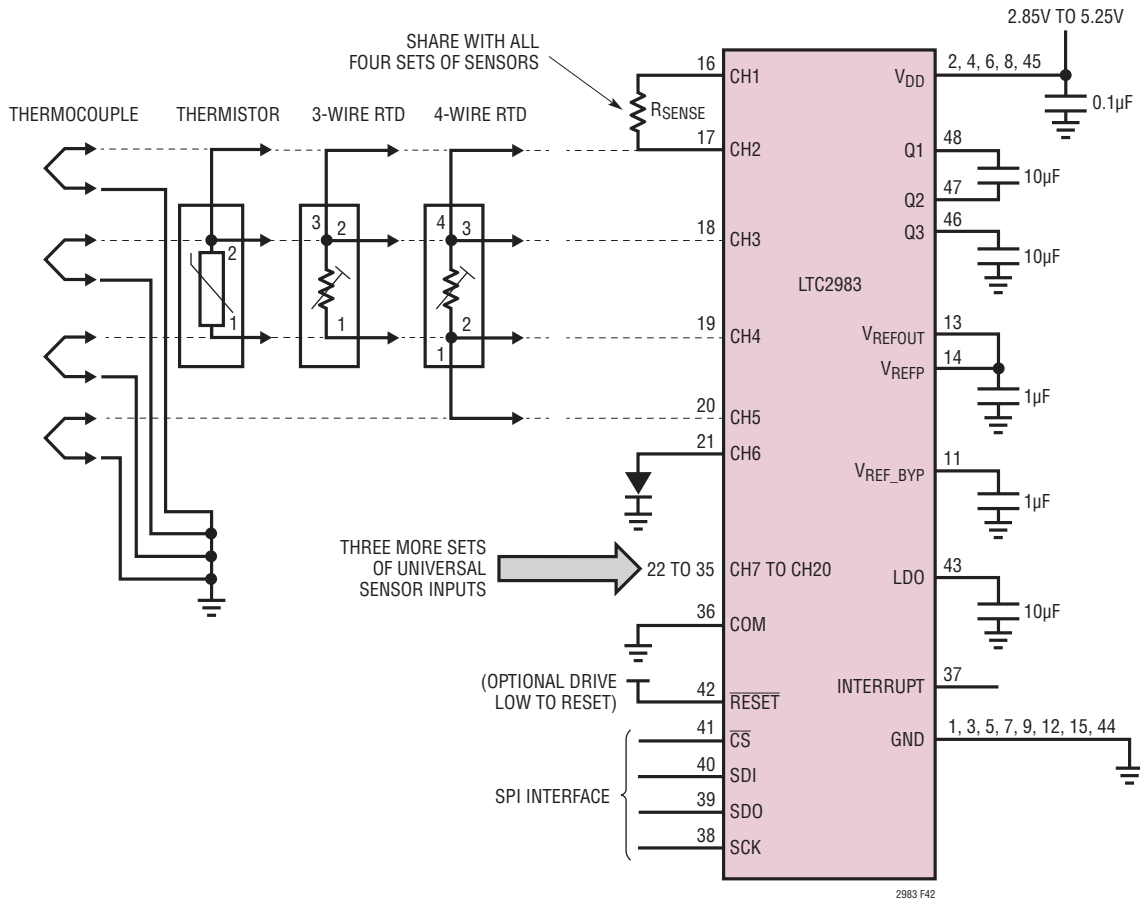 2.85V TO 5.25V
SHARE WITH ALL
FOUR SETS OF SENSORS
16
CH1
VDD
2, 4, 6, 8, 45
0.1µF
RSENSE
THERMOCOUPLE
THERMISTOR
3-WIRE RTD
4-WIRE RTD
17
CH2
Q1
48
10µF
Q2
47
3
2
4
3
2
18
CH3
Q3
46
10µF
LTC2983
1
1
2
1
19
CH4
VREFOUT
13
VREFP
14
1µF
20
CH5
21
CH6
VREF_BYP
11
1µF
THREE MORE SETS
OF UNIVERSAL
SENSOR INPUTS
22 TO 35
CH7 TO CH20
LDO
43
10µF
36
COM
(OPTIONAL DRIVE
LOW TO RESET)
42
RESET
INTERRUPT
37
41
CS
GND
1, 3, 5, 7, 9, 12, 15, 44
SPI INTERFACE
40
SDI
39
SDO
38
SCK
2983 F42